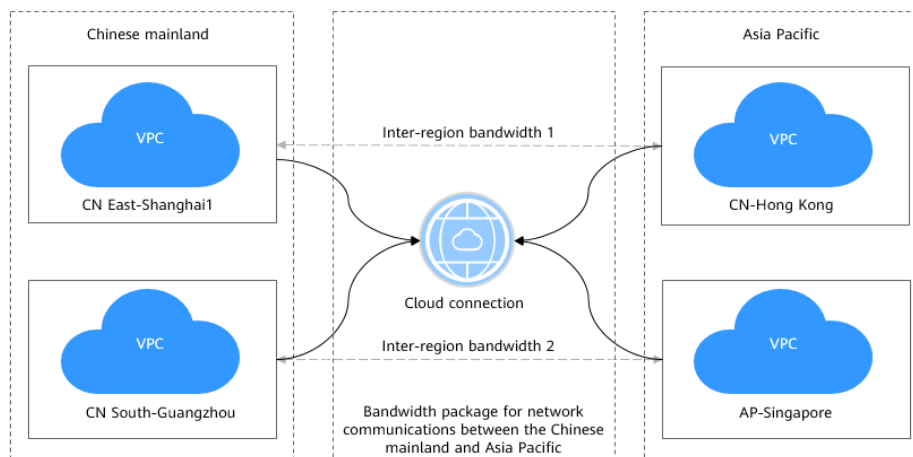 Chinese mainland
Asia Pacific
VPC
CN East-Shanghai1
Inter-region bandwidth 1
VPC
CN-Hong Kong
Cloud connection
VPC
CN South-Guangzhou
Inter-region bandwidth 2
VPC
AP-Singapore
Bandwidth package for network
communications between the Chinese
mainland and Asia Pacific